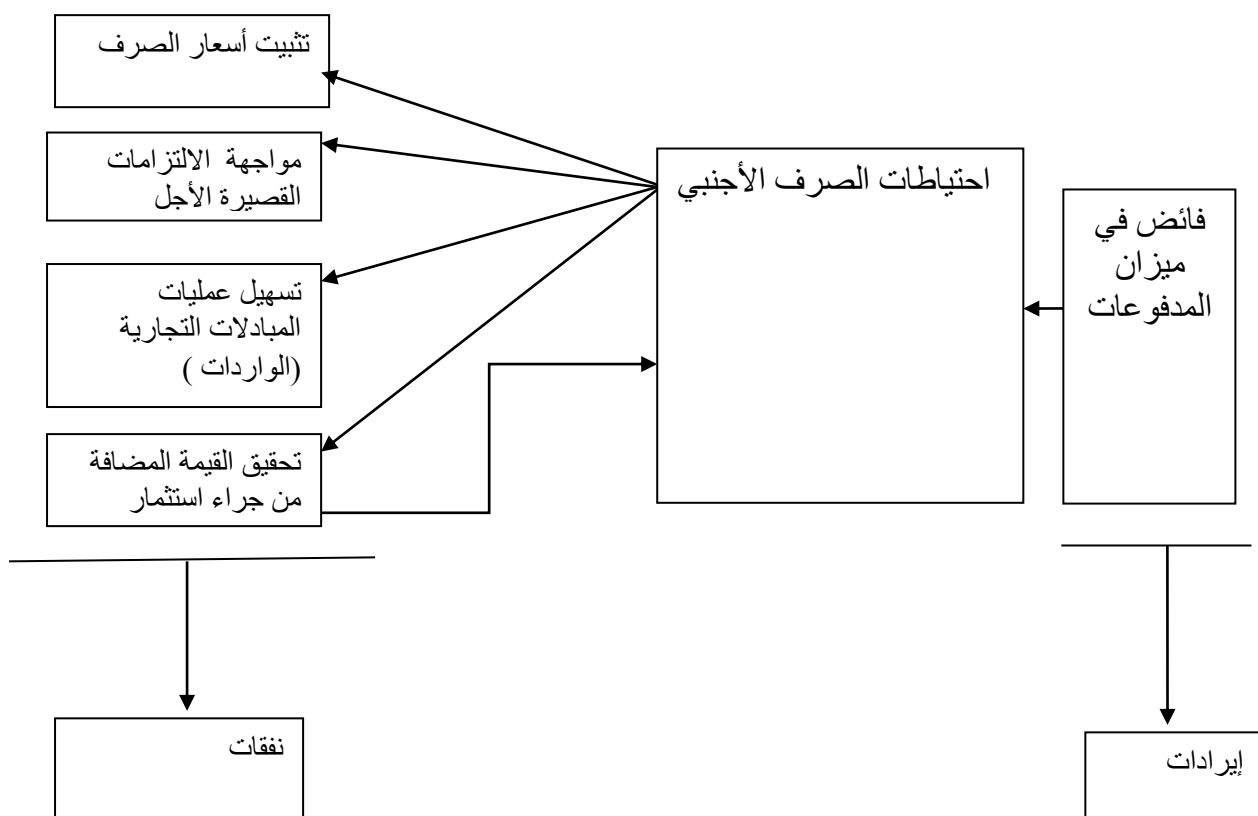 تثبيت أسعار الصرف
مواجهة الالتزامات
القصيرة الأجل
احتياطات الصرف الأجنبي
فائض في
ميزان
المدفوعات
تسهيل عمليات
المبادلات التجارية
(الواردات )
تحقيق القيمة المضافة
من جراء استثمار
نفقات
إيرادات